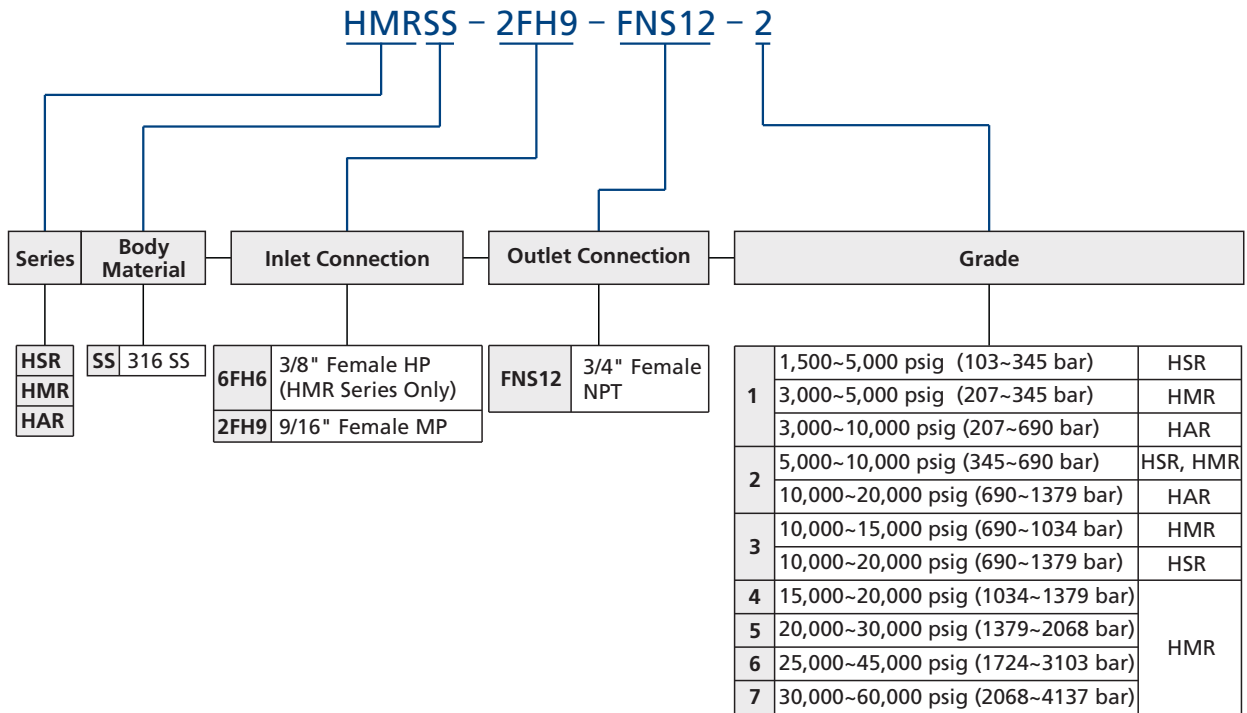 HMRSS – 2FH9 – FNS12 – 2
Series
Body
Material
Inlet Connection
Outlet Connection
Grade
HSR
HMR
HAR
SS 316 SS
6FH6 3/8" Female HP
(HMR Series Only)
2FH9 9/16" Female MP
FNS12 3/4" Female
NPT
1 1,500~5,000 psig (103~345 bar) HSR
3,000~5,000 psig (207~345 bar) HMR
3,000~10,000 psig (207~690 bar) HAR
2 5,000~10,000 psig (345~690 bar) HSR, HMR
10,000~20,000 psig (690~1379 bar) HAR
3 10,000~15,000 psig (690~1034 bar) HMR
10,000~20,000 psig (690~1379 bar) HSR
4 15,000~20,000 psig (1034~1379 bar)
5 20,000~30,000 psig (1379~2068 bar)
6 25,000~45,000 psig (1724~3103 bar)
7 30,000~60,000 psig (2068~4137 bar)
HMR